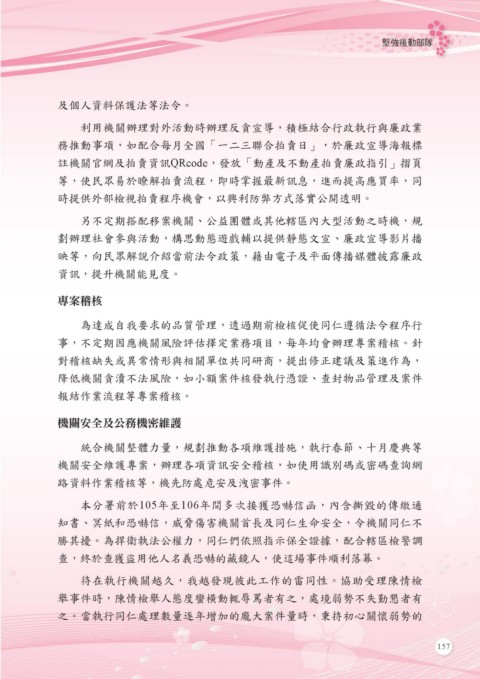 整強後勤部隊
及個人資料保護法等法令。
利用機關辦理對外活動時辦理反貪宣導，積極結合行政執行與廉政業
務推動事項，如配合每月全國「一二三聯合拍賣日」，於廉政宣導海報標
註機關官網及拍賣資訊QRcode，發放「動產及不動產拍賣廉政指引」摺頁
等，使民眾易於瞭解拍賣流程，即時掌握最新訊息，進而提高應買率，同
時提供外部檢視拍賣程序機會，以興利防弊方式落實公開透明。
另不定期搭配移案機關、公益團體或其他轄區內大型活動之時機，規
劃辦理社會參與活動，構思動態遊戲輔以提供靜態文宣、廉政宣導影片播
映等，向民眾解說介紹當前法令政策，藉由電子及平面傳播媒體披露廉政
資訊，提升機關能見度。
專案稽核
為達成自我要求的品質管理，透過期前檢核促使同仁遵循法令程序行
事，不定期因應機關風險評估擇定業務項目，每年均會辦理專案稽核。針
對稽核缺失或異常情形與相關單位共同研商，提出修正建議及策進作為，
降低機關貪瀆不法風險，如小額案件核發執行憑證、查封物品管理及案件
報結作業流程等專案稽核。
機關安全及公務機密維護
統合機關整體力量，規劃推動各項維護措施，執行春節、十月慶典等
機關安全維護專案，辦理各項資訊安全稽核，如使用識別碼或密碼查詢網
路資料作業稽核等，機先防處危安及洩密事件。
本分署前於105年至106年間多次接獲恐嚇信函，內含撕毀的傳繳通
知書、冥紙和恐嚇信，威脅傷害機關首長及同仁生命安全，令機關同仁不
勝其擾。為捍衛執法公權力，同仁們依照指示保全證據，配合轄區檢警調
查，終於查獲盜用他人名義恐嚇的藏鏡人，使這場事件順利落幕。
待在執行機關越久，我越發現彼此工作的雷同性。協助受理陳情檢
舉事件時，陳情檢舉人態度蠻橫動輒辱罵者有之，處境弱勢不失勤懇者有
之。當執行同仁處理數量逐年增加的龐大案件量時，秉持初心關懷弱勢的
157